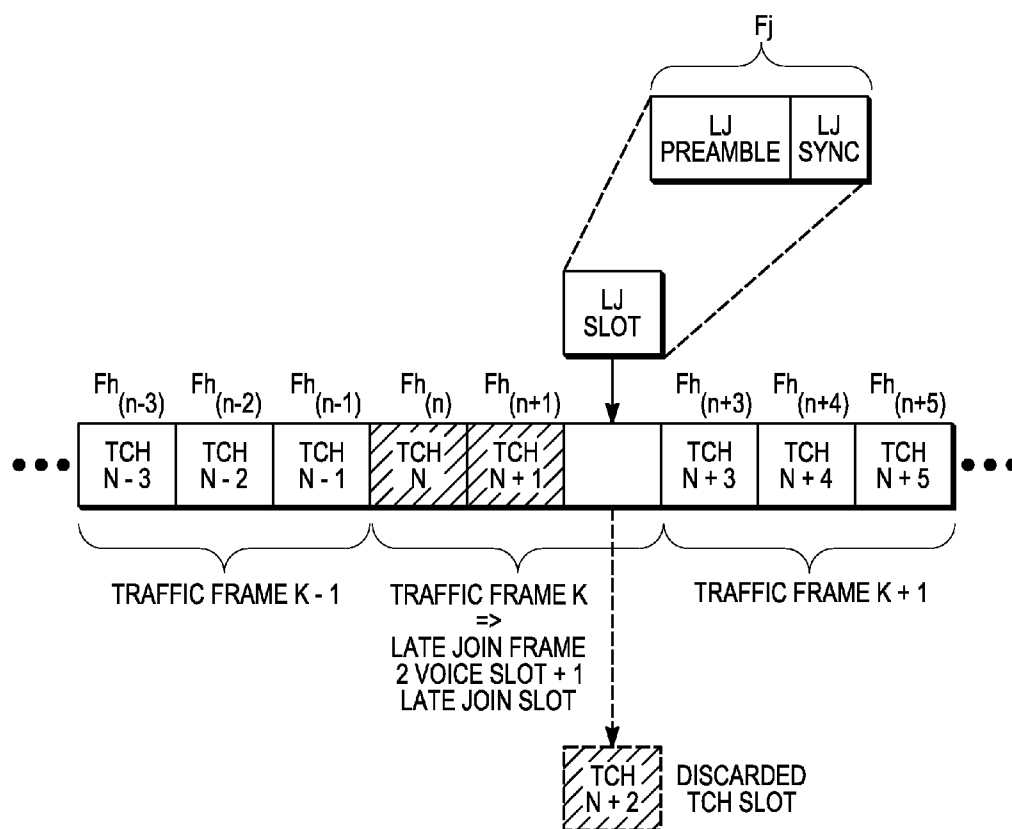 Fj
LJ PREAMBLE
LJ SYNC
LJ SLOT
Fh(n-3) Fh(n-2) Fh(n-1) Fh(n) Fh(n+1) Fh(n+3) Fh(n+4) Fh(n+5)
••• TCH N - 3 TCH N - 2 TCH N - 1 TCH N TCH N + 1 TCH N + 3 TCH N + 4 TCH N + 5 •••
TRAFFIC FRAME K - 1
TRAFFIC FRAME K
=>
LATE JOIN FRAME
2 VOICE SLOT + 1
LATE JOIN SLOT
TRAFFIC FRAME K + 1
TCH N + 2
DISCARDED
TCH SLOT